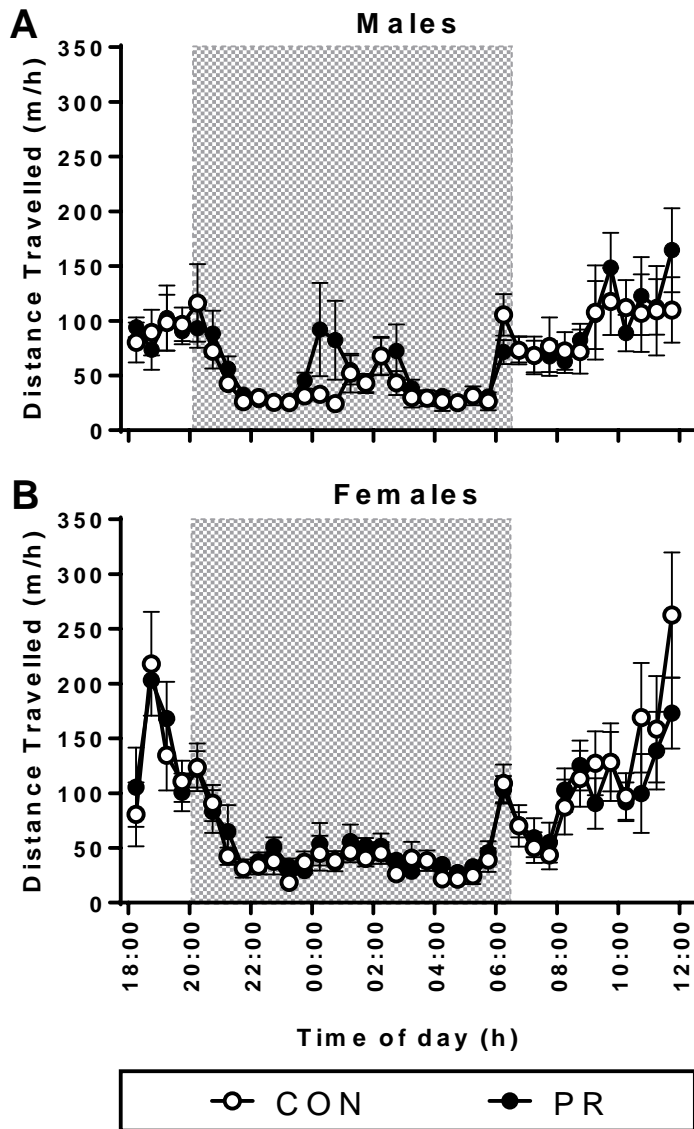 A
Males
350
300
250
200
150
100
50
0
Distance Travelled (m/h)
B
Females
350
300
250
200
150
100
50
0
Distance Travelled (m/h)
18:00 20:00 22:00 00:00 02:00 04:00 06:00 08:00 10:00 12:00
Time of day (h)
CON PR